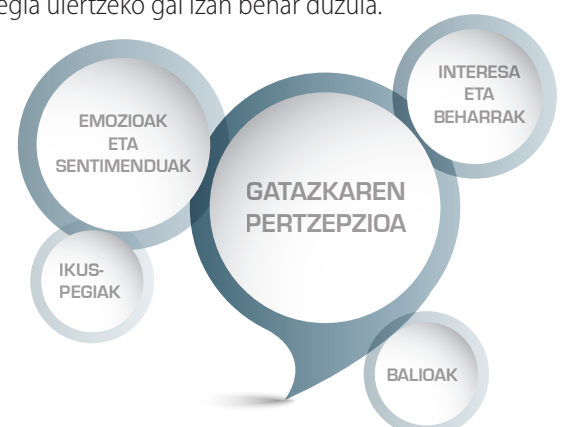 ulertzeko gai izan behar duzula.
EMOZIOAK
ETA
SENTIMENDUAK
INTERESA
ETA
BEHARRAK
GATAZKAREN
PERTZEPZIOA
IKUS-
PEGIAK
BALIOAK